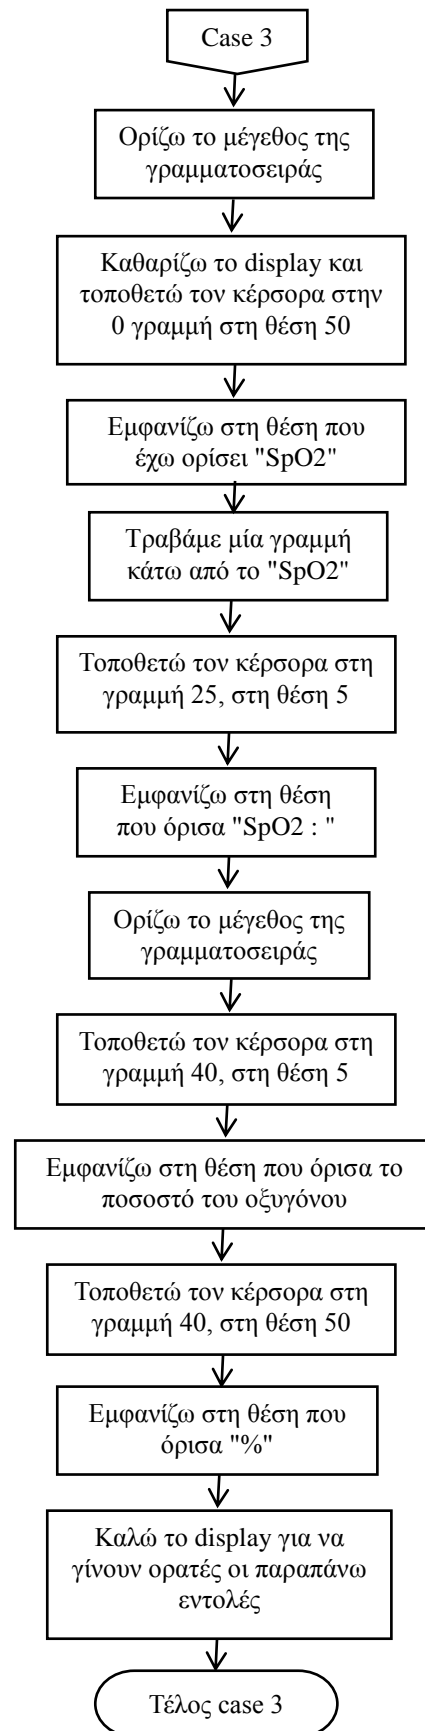 Case 3
Ορίζω το μέγεθος της
γραμματοσειράς
Καθαρίζω το display και
τοποθετώ τον κέρσορα στην
0 γραμμή στη θέση 50
Εμφανίζω στη θέση που
έχω ορίσει "SpO2"
Τραβάμε μία γραμμή
κάτω από το "SpO2"
Τοποθετώ τον κέρσορα στη
γραμμή 25, στη θέση 5
Εμφανίζω στη θέση
που όρισα "SpO2 : "
Ορίζω το μέγεθος της
γραμματοσειράς
Τοποθετώ τον κέρσορα στη
γραμμή 40, στη θέση 5
Εμφανίζω στη θέση που όρισα το
ποσοστό του οξυγόνου
Τοποθετώ τον κέρσορα στη
γραμμή 40, στη θέση 50
Εμφανίζω στη θέση που
όρισα "%"
Καλώ το display για να
γίνουν ορατές οι παραπάνω
εντολές
Τέλος case 3